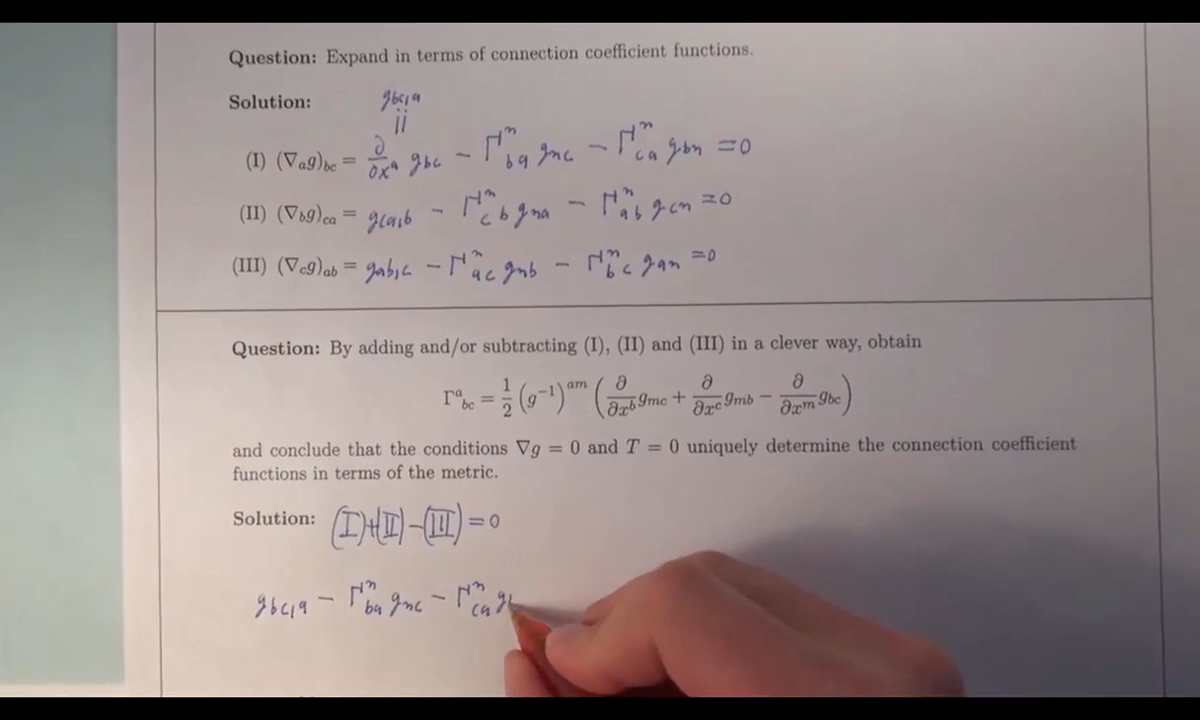 Question: Expand in terms of connection coefficient functions.
Solution:
g_{bc,a}
||
(I) (∇_a g)_{bc} = ∂/∂x^a g_{bc} − Γ^n_{ba} g_{nc} − Γ^n_{ca} g_{bn} = 0
(II) (∇_b g)_{ca} = g_{ca,b} − Γ^n_{cb} g_{na} − Γ^n_{ab} g_{cn} = 0
(III) (∇_c g)_{ab} = g_{ab,c} − Γ^n_{ac} g_{nb} − Γ^n_{bc} g_{an} = 0
Question: By adding and/or subtracting (I), (II) and (III) in a clever way, obtain
Γ^a_{bc} = 1/2 (g^{-1})^{am} (∂/∂x^b g_{mc} + ∂/∂x^c g_{mb} − ∂/∂x^m g_{bc})
and conclude that the conditions ∇g = 0 and T = 0 uniquely determine the connection coefficient
functions in terms of the metric.
Solution: (I)+(II)−(III) = 0
g_{bc,a} − Γ^n_{ba} g_{nc} − Γ^n_{ca} g